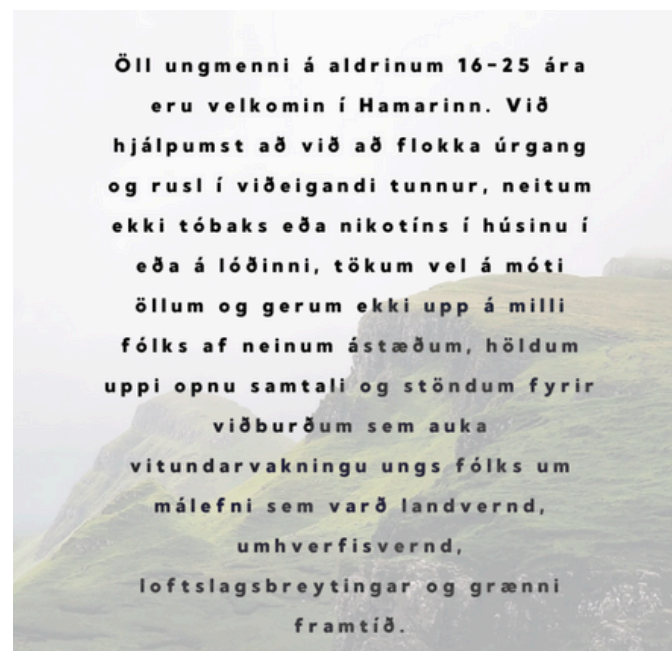 Öll ungmenni á aldrinum 16-25 ára
eru velkomin í Hamarinn. Við
hjálpumst að við að flokka úrgang
og rusl í viðeigandi tunnur, neitum
ekki tóbaks eða nikotíns í húsinu í
eða á lóðinni, tökum vel á móti
öllum og gerum ekki upp á milli
fólks af neinum ástæðum, höldum
uppi opnu samtali og stöndum fyrir
viðburðum sem auka
vitundarvakningu ungs fólks um
málefni sem varð landvernd,
umhverfisvernd,
loftslagsbreytingar og grænni
framtíð.